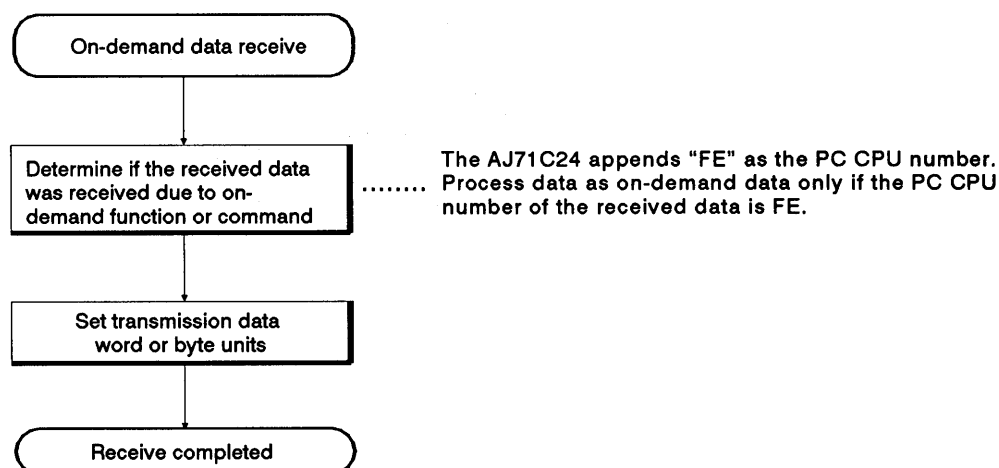 On-demand data receive
Determine if the received data
was received due to on-
demand function or command
........ The AJ71C24 appends “FE” as the PC CPU number.
Process data as on-demand data only if the PC CPU
number of the received data is FE.
Set transmission data
word or byte units
Receive completed